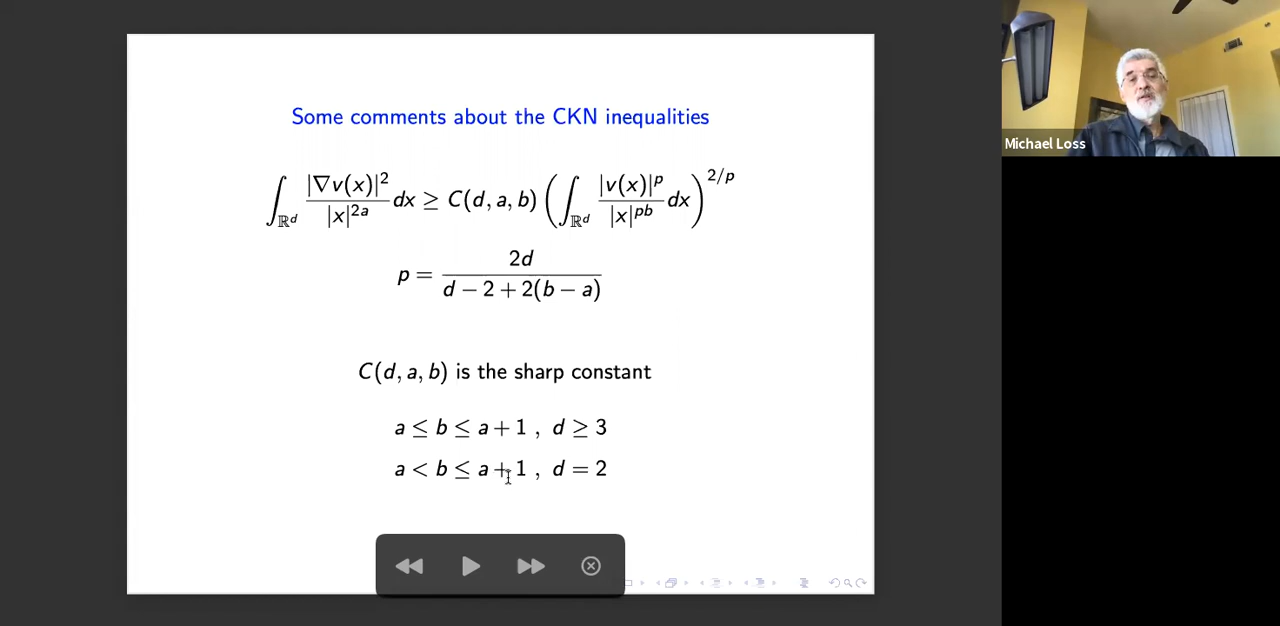 Some comments about the CKN inequalities
∫_{ℝ^d} |∇v(x)|^2 / |x|^{2a} dx ≥ C(d, a, b) ( ∫_{ℝ^d} |v(x)|^p / |x|^{pb} dx )^{2/p}
p = 2d / (d − 2 + 2(b − a))
C(d, a, b) is the sharp constant
a ≤ b ≤ a + 1 , d ≥ 3
a < b ≤ a + 1 , d = 2
Michael Loss